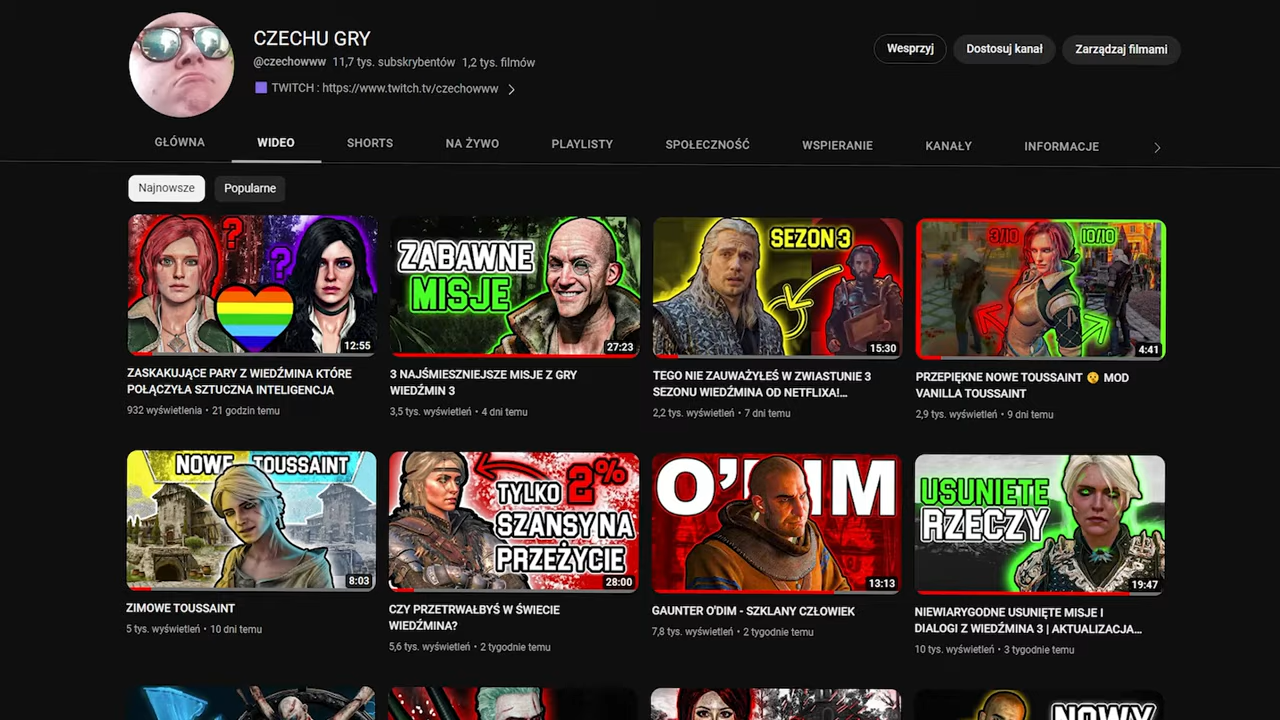 CZECHU GRY
@czechowww 11,7 tys. subskrybentów 1,2 tys. filmów
TWITCH : https://www.twitch.tv/czechowww
Wesprzyj
Dostosuj kanał
Zarządzaj filmami
GŁÓWNA
WIDEO
SHORTS
NA ŻYWO
PLAYLISTY
SPOŁECZNOŚĆ
WSPIERANIE
KANAŁY
INFORMACJE
Najnowsze
Popularne
?
?
12:55
ZASKAKUJĄCE PARY Z WIEDŹMINA KTÓRE
POŁĄCZYŁA SZTUCZNA INTELIGENCJA
932 wyświetlenia • 21 godzin temu
ZABAWNE
MISJE
27:23
3 NAJŚMIESZNIEJSZE MISJE Z GRY
WIEDŹMIN 3
3,5 tys. wyświetleń • 4 dni temu
SEZON 3
15:30
TEGO NIE ZAUWAŻYŁEŚ W ZWIASTUNIE 3
SEZONU WIEDŹMINA OD NETFLIXA!...
2,2 tys. wyświetleń • 7 dni temu
3/10
10/10
4:41
PRZEPIĘKNE NOWE TOUSSAINT 😯 MOD
VANILLA TOUSSAINT
2,9 tys. wyświetleń • 9 dni temu
NOWE TOUSSAINT
8:03
ZIMOWE TOUSSAINT
5 tys. wyświetleń • 10 dni temu
TYLKO 2%
SZANSY NA
PRZEŻYCIE
28:00
CZY PRZETRWAŁBYŚ W ŚWIECIE
WIEDŹMINA?
5,6 tys. wyświetleń • 2 tygodnie temu
O'DIM
13:13
GAUNTER O'DIM - SZKLANY CZŁOWIEK
7,8 tys. wyświetleń • 2 tygodnie temu
USUNIĘTE
RZECZY
19:47
NIEWIARYGODNE USUNIĘTE MISJE I
DIALOGI Z WIEDŹMINA 3 | AKTUALIZACJA...
10 tys. wyświetleń • 3 tygodnie temu
NOWY